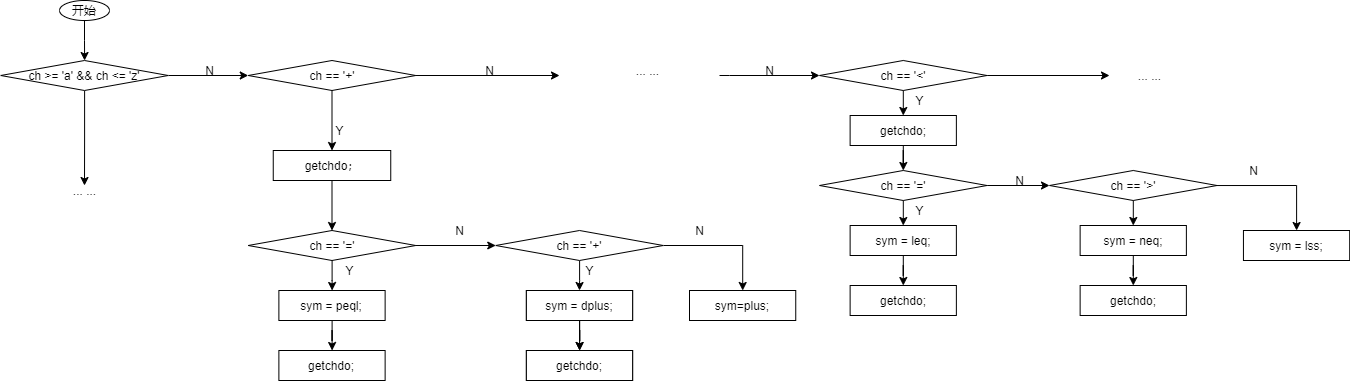 开始
ch >= 'a' && ch <= 'z'
N
ch == '+'
N
... ...
N
ch == '<'
... ...
Y
getchdo;
Y
getchdo;
... ...
ch == '='
N
ch == '>'
N
Y
sym = leq;
sym = neq;
sym = lss;
getchdo;
getchdo;
ch == '='
N
ch == '+'
N
Y
Y
sym = peql;
sym = dplus;
sym=plus;
getchdo;
getchdo;